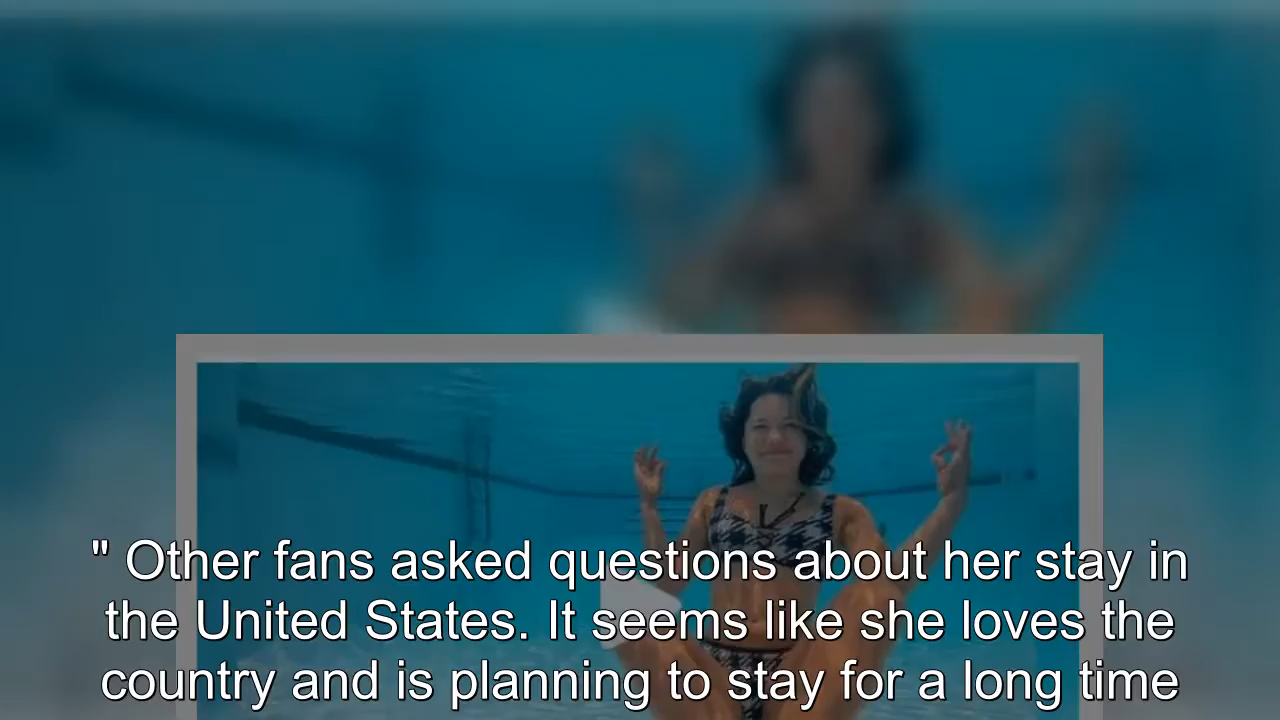 " Other fans asked questions about her stay in
the United States. It seems like she loves the
country and is planning to stay for a long time